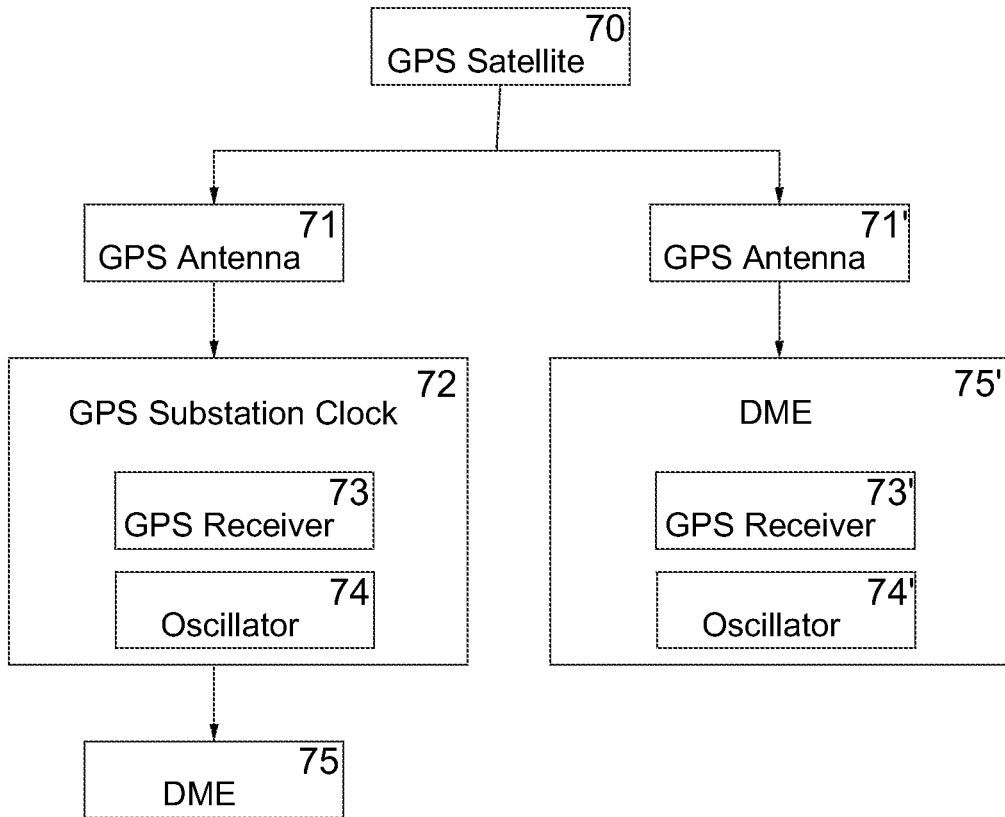 70
GPS Satellite
71
GPS Antenna
71'
GPS Antenna
72
GPS Substation Clock
73
GPS Receiver
74
Oscillator
75'
DME
73'
GPS Receiver
74'
Oscillator
75
DME